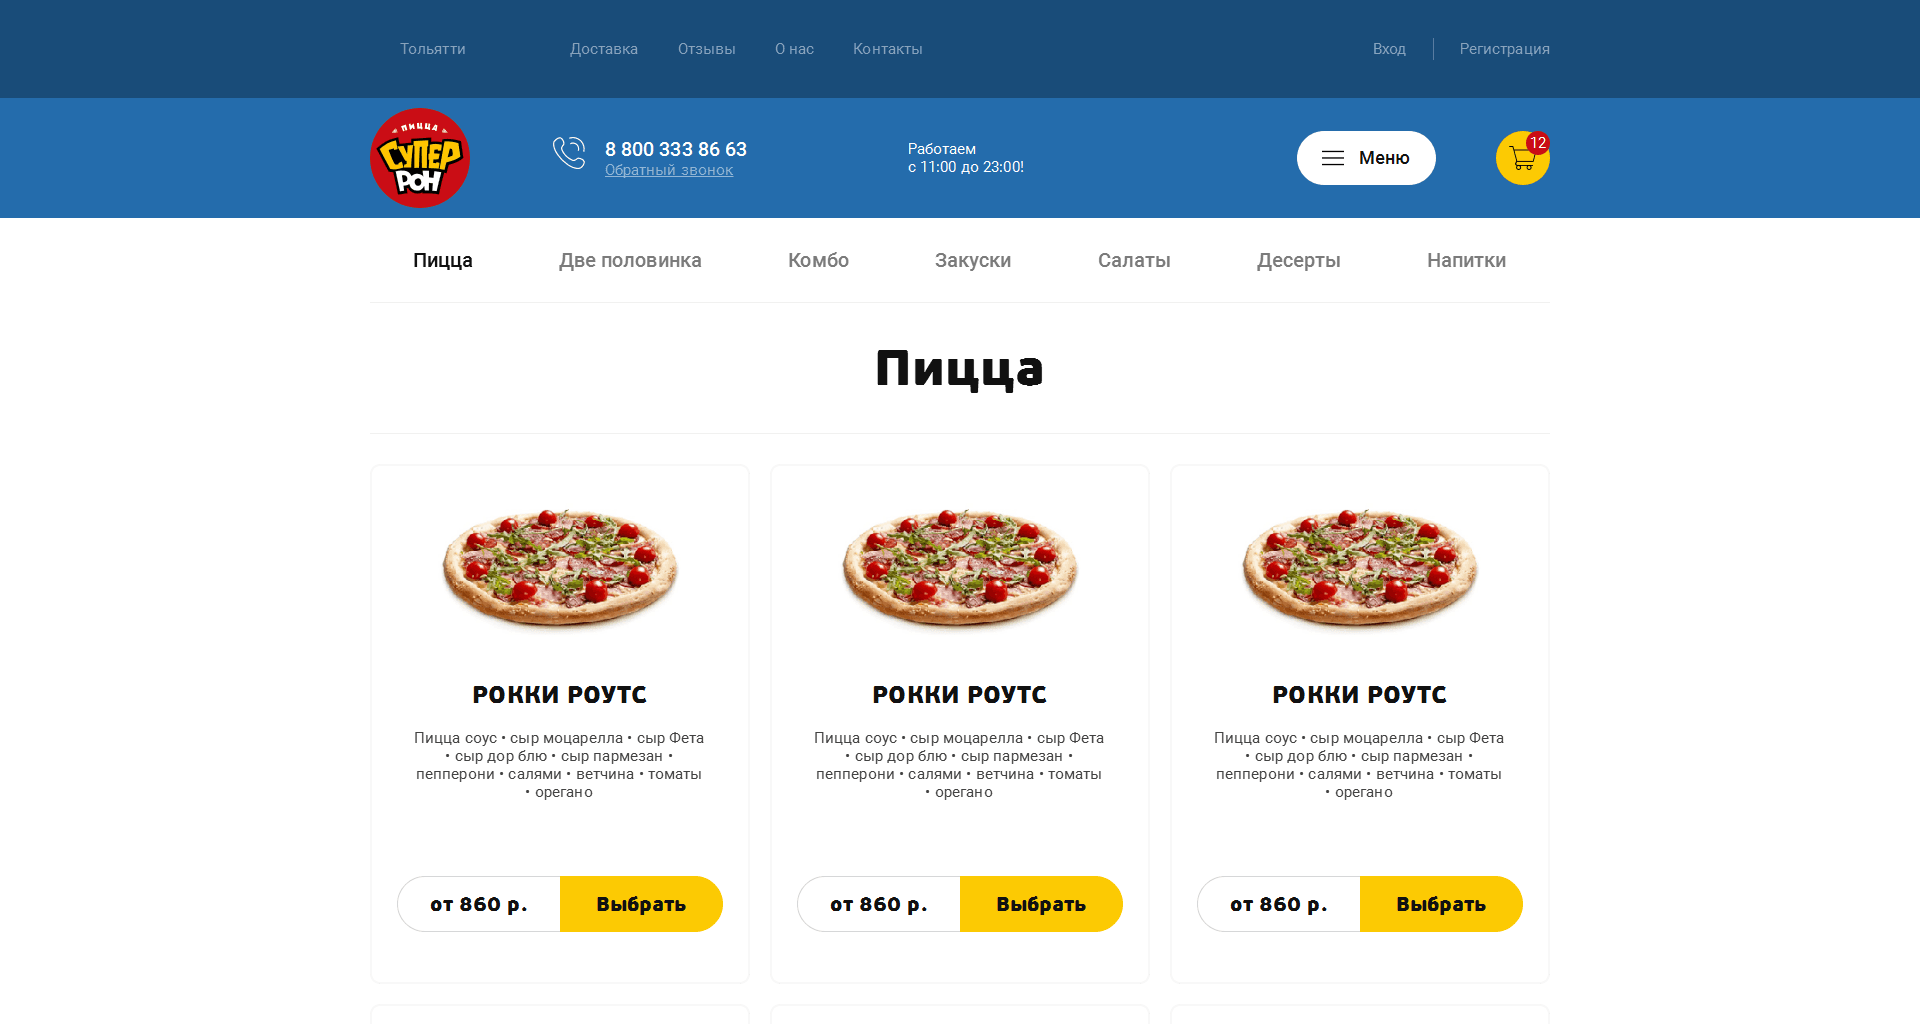 Тольятти
Доставка
Отзывы
О нас
Контакты
Вход
Регистрация
ПИЦЦА
СУПЕР
РОН
8 800 333 86 63
Обратный звонок
Работаем
с 11:00 до 23:00!
Меню
12
Пицца
Две половинка
Комбо
Закуски
Салаты
Десерты
Напитки
Пицца
РОККИ РОУТС
Пицца соус • сыр моцарелла • сыр Фета
• сыр дор блю • сыр пармезан •
пепперони • салями • ветчина • томаты
• орегано
от 860 р.
Выбрать
РОККИ РОУТС
Пицца соус • сыр моцарелла • сыр Фета
• сыр дор блю • сыр пармезан •
пепперони • салями • ветчина • томаты
• орегано
от 860 р.
Выбрать
РОККИ РОУТС
Пицца соус • сыр моцарелла • сыр Фета
• сыр дор блю • сыр пармезан •
пепперони • салями • ветчина • томаты
• орегано
от 860 р.
Выбрать